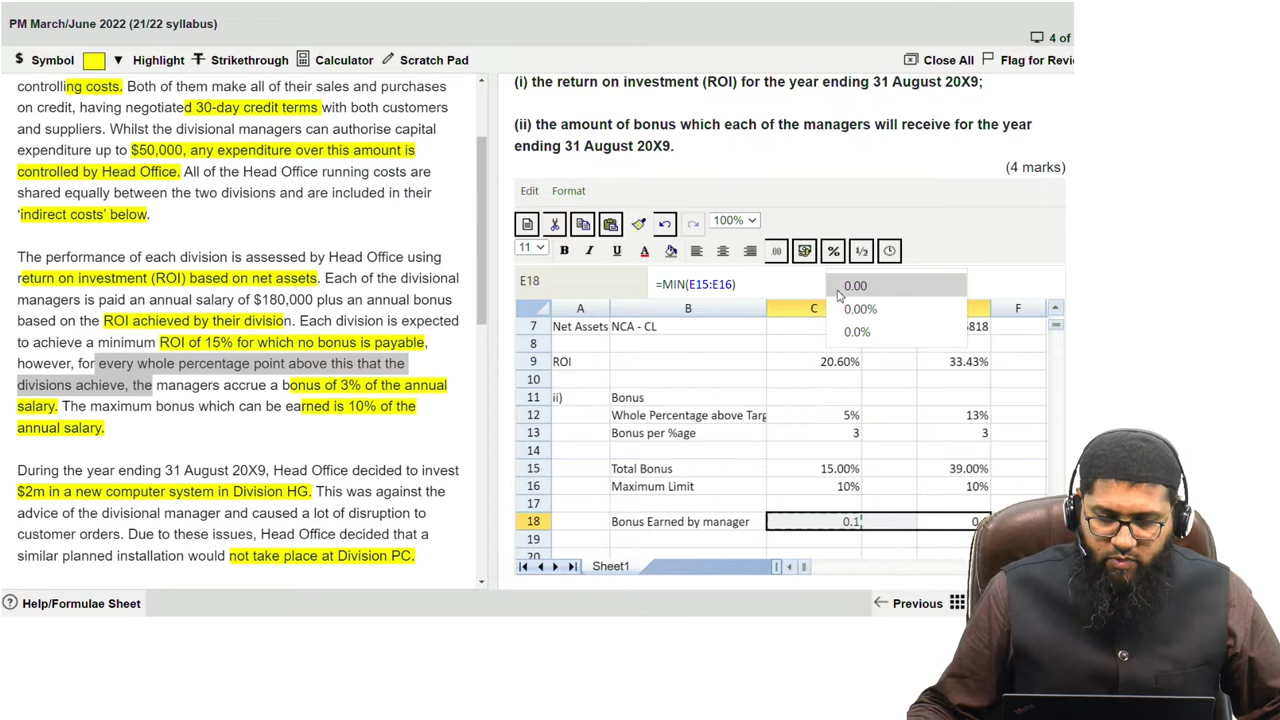 PM March/June 2022 (21/22 syllabus)
4 of
$ Symbol ▼ Highlight Strikethrough Calculator Scratch Pad
Close All Flag for Revi
controlling costs. Both of them make all of their sales and purchases
on credit, having negotiated 30-day credit terms with both customers
and suppliers. Whilst the divisional managers can authorise capital
expenditure up to $50,000, any expenditure over this amount is
controlled by Head Office. All of the Head Office running costs are
shared equally between the two divisions and are included in their
‘indirect costs’ below.
The performance of each division is assessed by Head Office using
return on investment (ROI) based on net assets. Each of the divisional
managers is paid an annual salary of $180,000 plus an annual bonus
based on the ROI achieved by their division. Each division is expected
to achieve a minimum ROI of 15% for which no bonus is payable,
however, for every whole percentage point above this that the
divisions achieve, the managers accrue a bonus of 3% of the annual
salary. The maximum bonus which can be earned is 10% of the
annual salary.
During the year ending 31 August 20X9, Head Office decided to invest
$2m in a new computer system in Division HG. This was against the
advice of the divisional manager and caused a lot of disruption to
customer orders. Due to these issues, Head Office decided that a
similar planned installation would not take place at Division PC.
(i) the return on investment (ROI) for the year ending 31 August 20X9;
(ii) the amount of bonus which each of the managers will receive for the year
ending 31 August 20X9.
(4 marks)
Edit Format
100%
11 B I U A .00 % 1/2
E18 =MIN(E15:E16)
0.00
0.00%
0.0%
A B C F
7 Net Assets NCA - CL 5818
8
9 ROI 20.60% 33.43%
10
11 ii) Bonus
12 Whole Percentage above Targ 5% 13%
13 Bonus per %age 3 3
14
15 Total Bonus 15.00% 39.00%
16 Maximum Limit 10% 10%
17
18 Bonus Earned by manager 0.1 0.
19
20
Sheet1
Help/Formulae Sheet
Previous